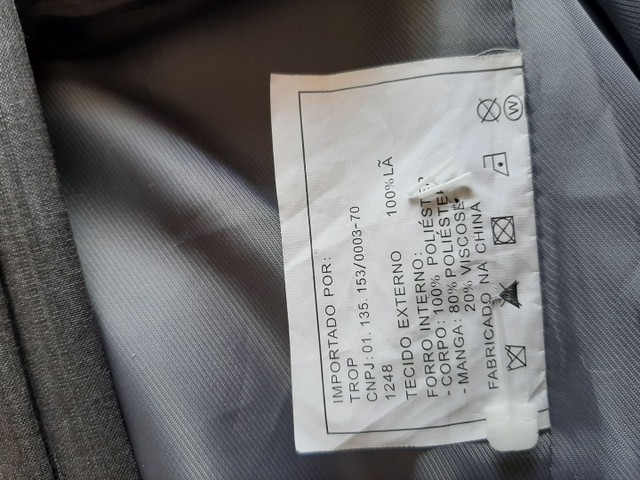 IMPORTADO POR:
TROP
CNPJ: 01. 135. 153/0003-70
1248
TECIDO EXTERNO 100% LÃ
FORRO INTERNO:
- CORPO: 100% POLIÉSTER
- MANGA: 80% POLIÉSTER
20% VISCOSE
FABRICADO NA CHINA
W